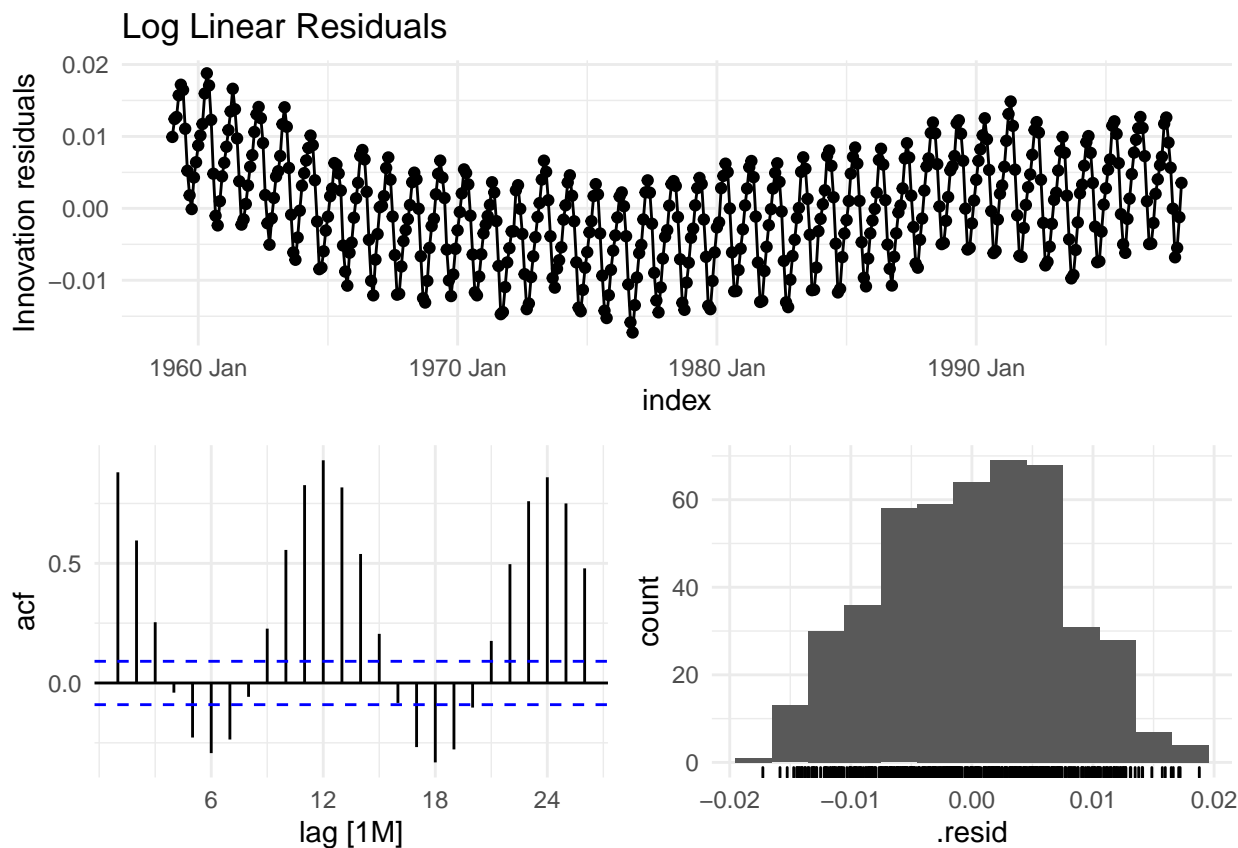 Log Linear Residuals
Innovation residuals
0.02
0.01
0.00
−0.01
1960 Jan 1970 Jan 1980 Jan 1990 Jan
index
acf
0.5
0.0
6 12 18 24
lag [1M]
count
60
40
20
0
−0.02 −0.01 0.00 0.01 0.02
.resid